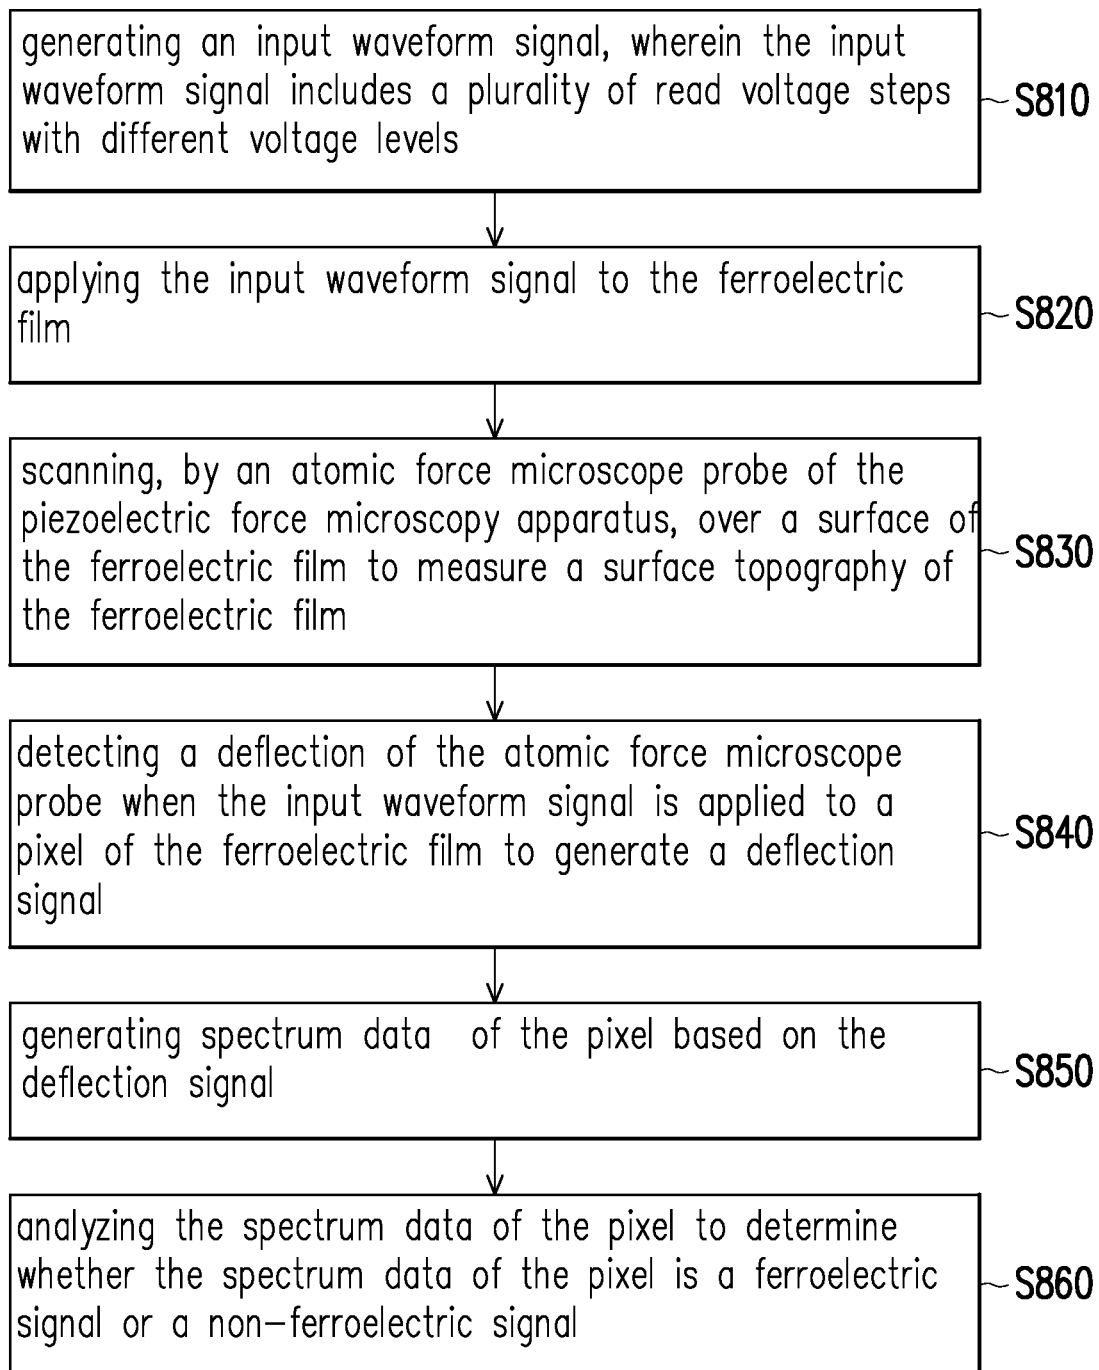 generating an input waveform signal, wherein the input
waveform signal includes a plurality of read voltage steps
with different voltage levels
S810
applying the input waveform signal to the ferroelectric
film
S820
scanning, by an atomic force microscope probe of the
piezoelectric force microscopy apparatus, over a surface of
the ferroelectric film to measure a surface topography of
the ferroelectric film
S830
detecting a deflection of the atomic force microscope
probe when the input waveform signal is applied to a
pixel of the ferroelectric film to generate a deflection
signal
S840
generating spectrum data of the pixel based on the
deflection signal
S850
analyzing the spectrum data of the pixel to determine
whether the spectrum data of the pixel is a ferroelectric
signal or a non-ferroelectric signal
S860